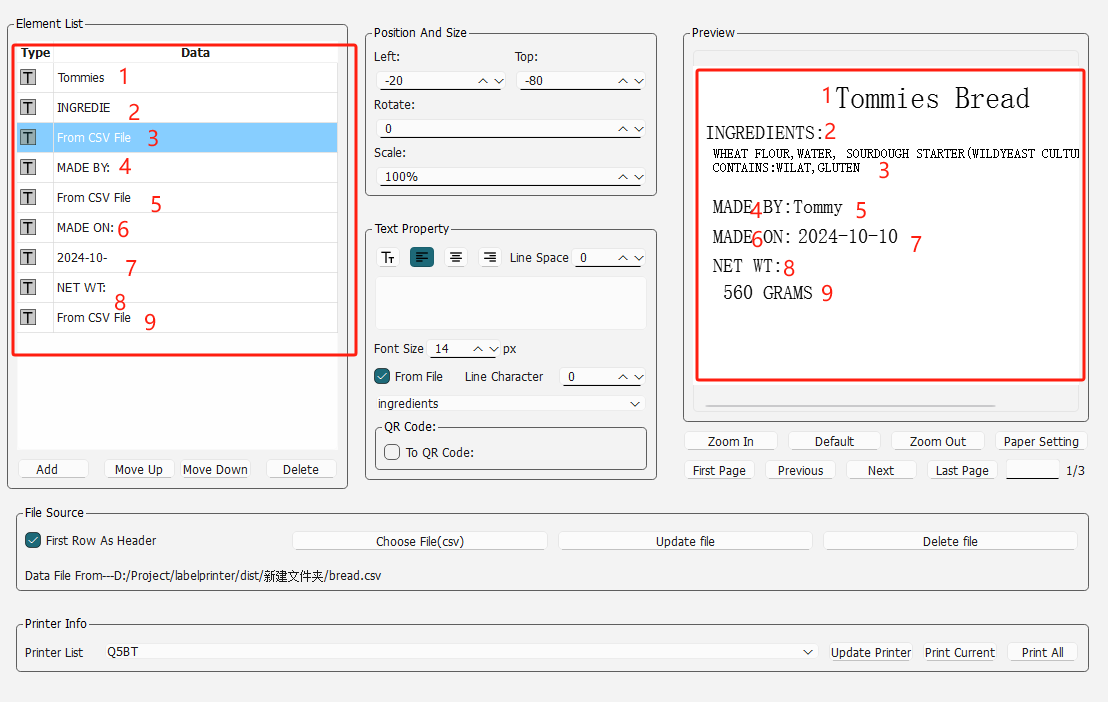 Element List
Type Data
T Tommies 1
T INGREDIE 2
T From CSV File 3
T MADE BY: 4
T From CSV File 5
T MADE ON: 6
T 2024-10- 7
T NET WT: 8
T From CSV File 9
Add Move Up Move Down Delete
Position And Size
Left: Top:
-20 -80
Rotate:
0
Scale:
100%
Text Property
TT Line Space 0
Font Size 14 px
From File Line Character 0
ingredients
QR Code:
To QR Code:
Preview
1 Tommies Bread
INGREDIENTS: 2
WHEAT FLOUR,WATER, SOURDOUGH STARTER(WILDYEAST CULTU
CONTAINS:WILAT,GLUTEN 3
MADE 4 BY:Tommy 5
MADE 6 ON: 2024-10-10 7
NET WT: 8
560 GRAMS 9
Zoom In Default Zoom Out Paper Setting
First Page Previous Next Last Page 1/3
File Source
First Row As Header Choose File(csv) Update file Delete file
Data File From---D:/Project/labelprinter/dist/新建文件夹/bread.csv
Printer Info
Printer List Q5BT Update Printer Print Current Print All